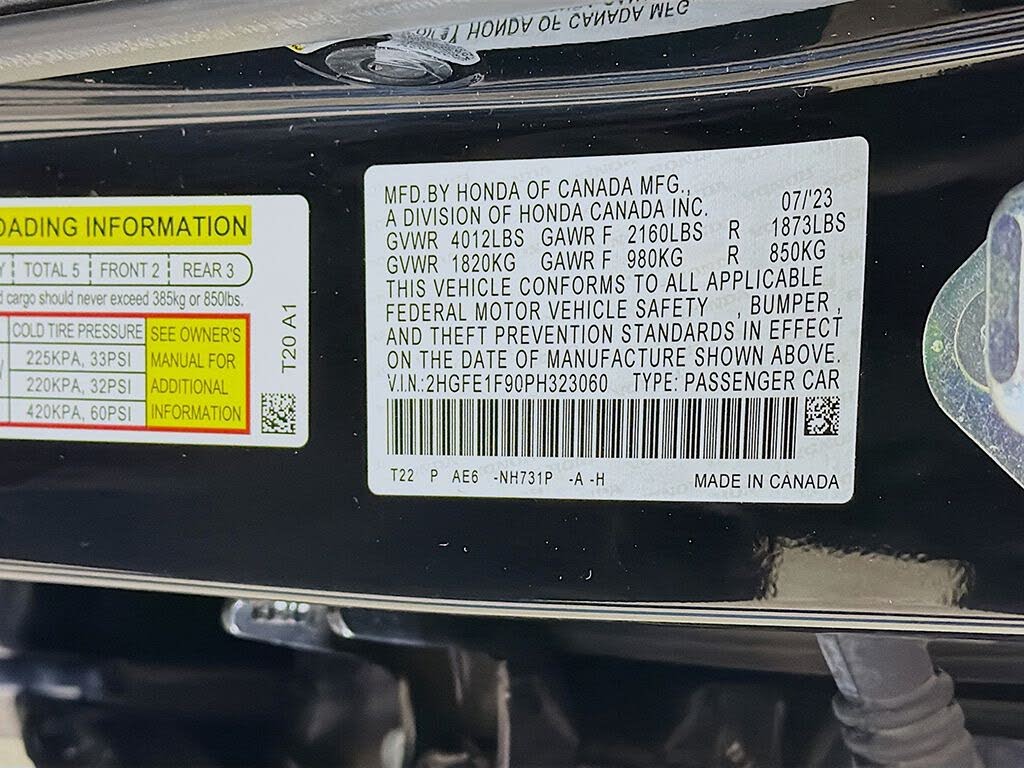 HONDA OF CANADA MFG
OADING INFORMATION
TOTAL 5 FRONT 2 REAR 3
cargo should never exceed 385kg or 850lbs.
COLD TIRE PRESSURE
225KPA, 33PSI
220KPA, 32PSI
420KPA, 60PSI
SEE OWNER'S
MANUAL FOR
ADDITIONAL
INFORMATION
T20 A1
MFD.BY HONDA OF CANADA MFG.,
A DIVISION OF HONDA CANADA INC. 07/'23
GVWR 4012LBS GAWR F 2160LBS R 1873LBS
GVWR 1820KG GAWR F 980KG R 850KG
THIS VEHICLE CONFORMS TO ALL APPLICABLE
FEDERAL MOTOR VEHICLE SAFETY , BUMPER ,
AND THEFT PREVENTION STANDARDS IN EFFECT
ON THE DATE OF MANUFACTURE SHOWN ABOVE.
V.I.N.:2HGFE1F90PH323060 TYPE: PASSENGER CAR
T22 P AE6 -NH731P -A -H MADE IN CANADA